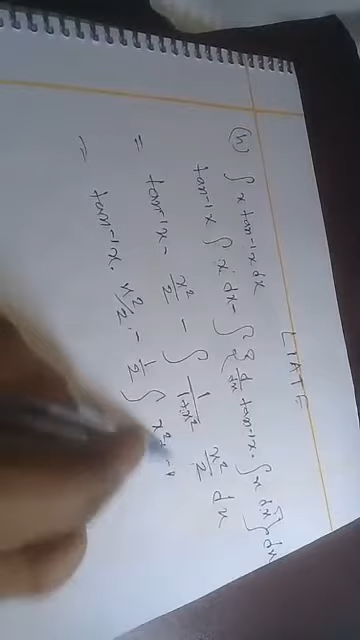 LIATE
(h) ∫ x tan-1x dx
tan-1x ∫ x dx - ∫ { d/dx tan-1x. ∫ x dx } dx
= tan-1x - x²/2 - ∫ 1/1+x² x²/2 dx
= tan-1x. x²/2 - 1/2 ∫